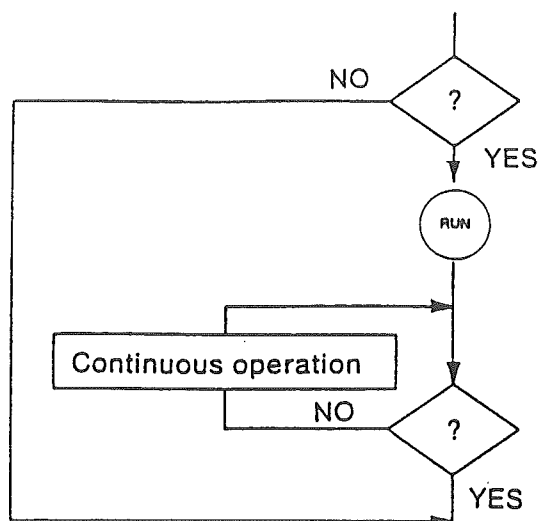 NO
?
YES
RUN
Continuous operation
NO
?
YES